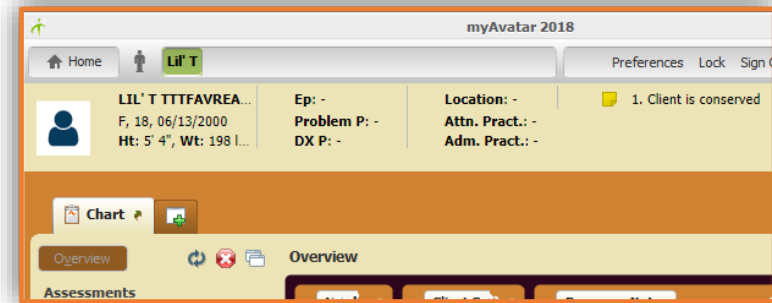 myAvatar 2018
Home Lil' T Preferences Lock Sign
LIL' T TTTFAVREA... Ep: - Location: - 1. Client is conserved
F, 18, 06/13/2000 Problem P: - Attn. Pract.: -
Ht: 5' 4", Wt: 198 l... DX P: - Adm. Pract.: -
Chart
Overview Overview
Assessments